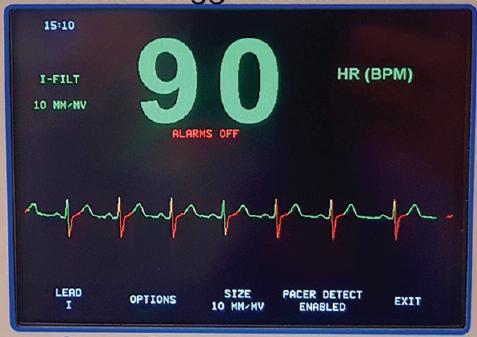 15:10
90
HR (BPM)
I-FILT
10 MM/MV
ALARMS OFF
LEAD
I
OPTIONS
SIZE
10 MM/MV
PACER DETECT
ENABLED
EXIT